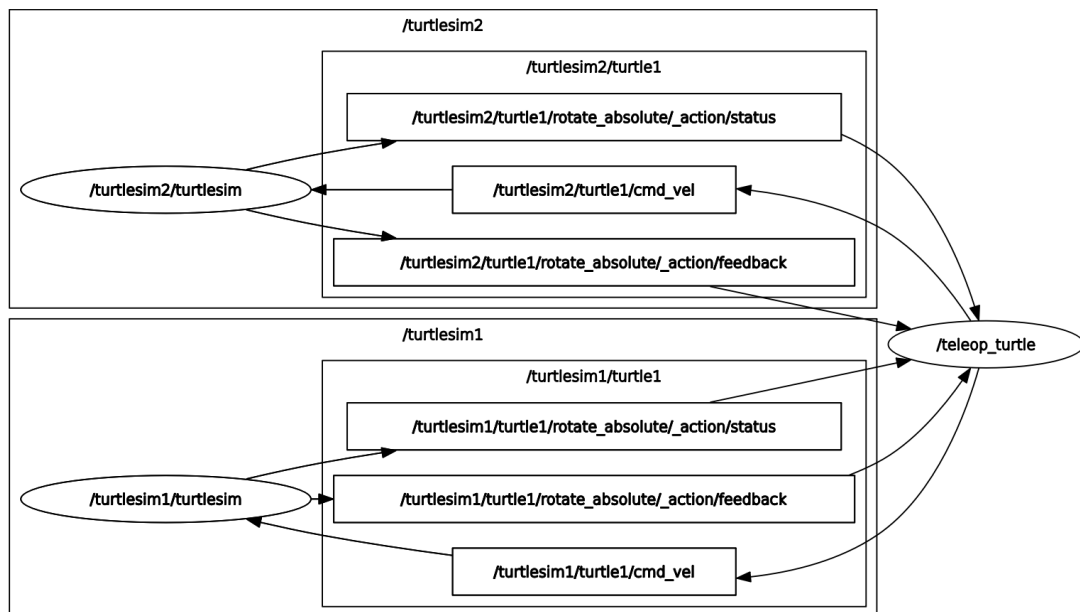 /turtlesim2
/turtlesim2/turtle1
/turtlesim2/turtle1/rotate_absolute/_action/status
/turtlesim2/turtlesim
/turtlesim2/turtle1/cmd_vel
/turtlesim2/turtle1/rotate_absolute/_action/feedback
/turtlesim1
/teleop_turtle
/turtlesim1/turtle1
/turtlesim1/turtle1/rotate_absolute/_action/status
/turtlesim1/turtlesim
/turtlesim1/turtle1/rotate_absolute/_action/feedback
/turtlesim1/turtle1/cmd_vel